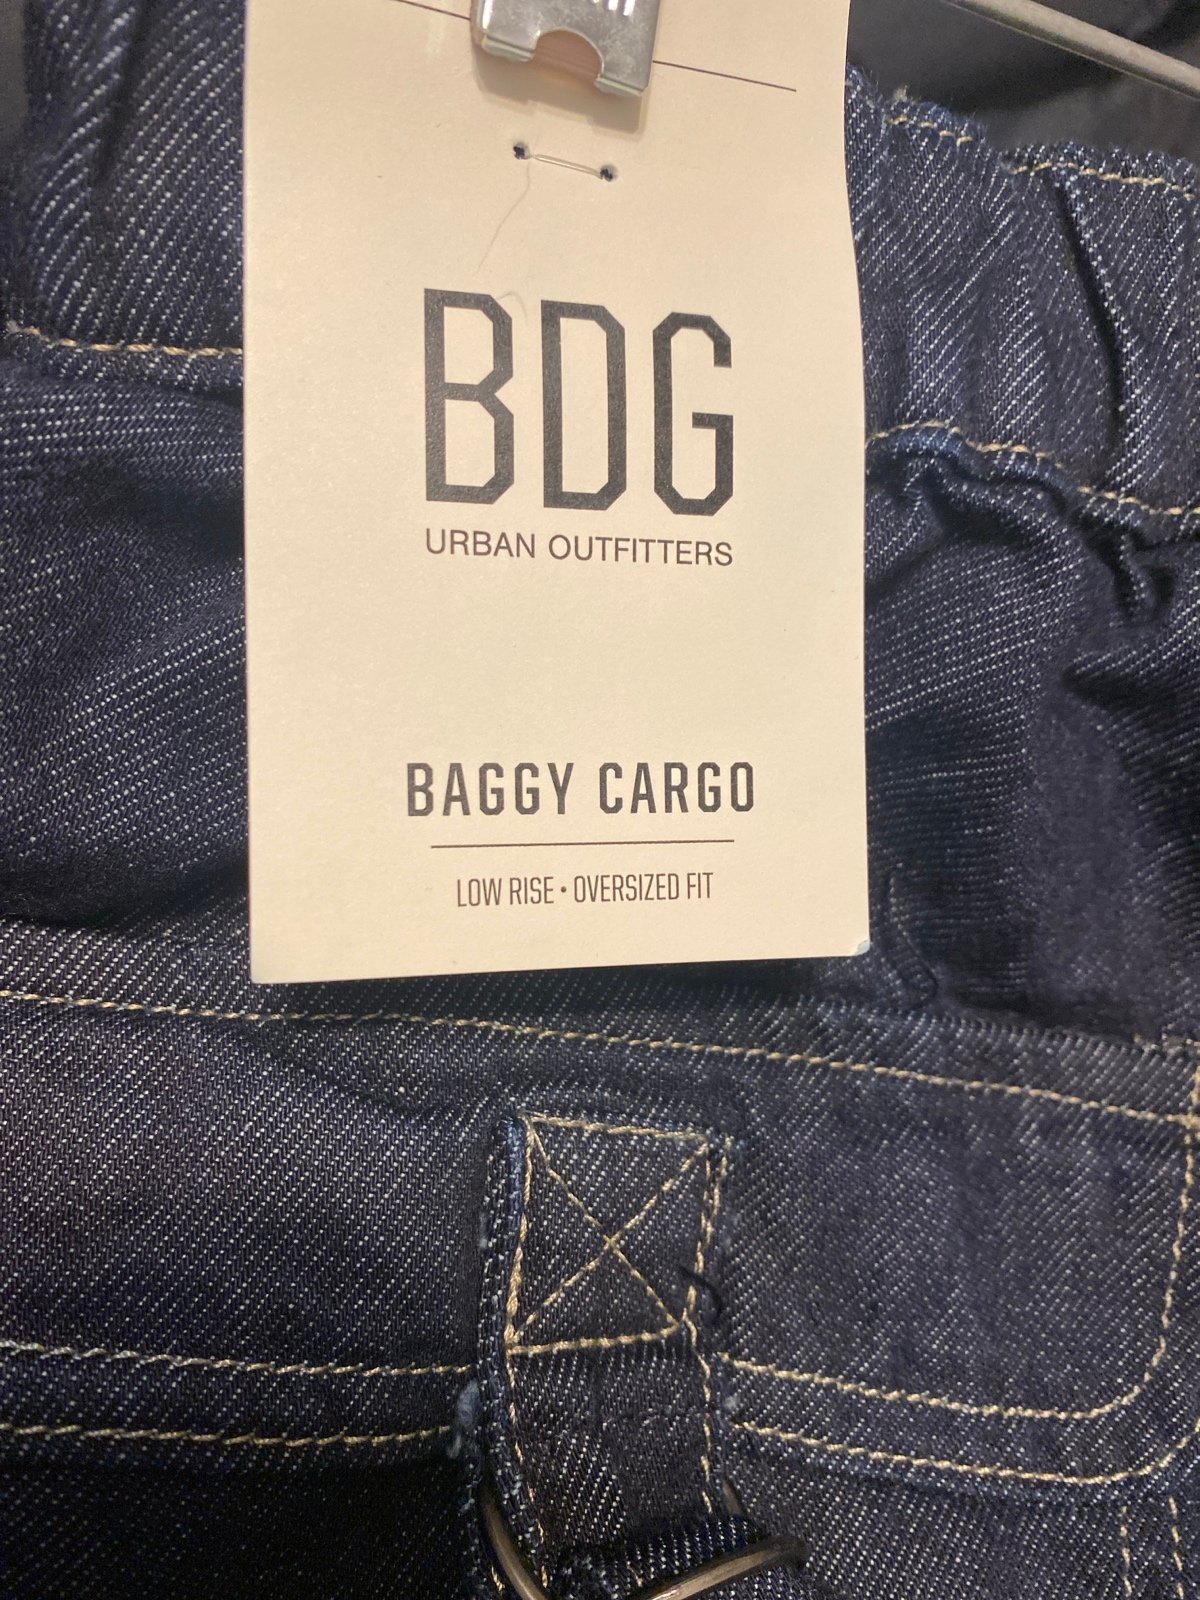 BDG
URBAN OUTFITTERS
BAGGY CARGO
LOW RISE • OVERSIZED FIT